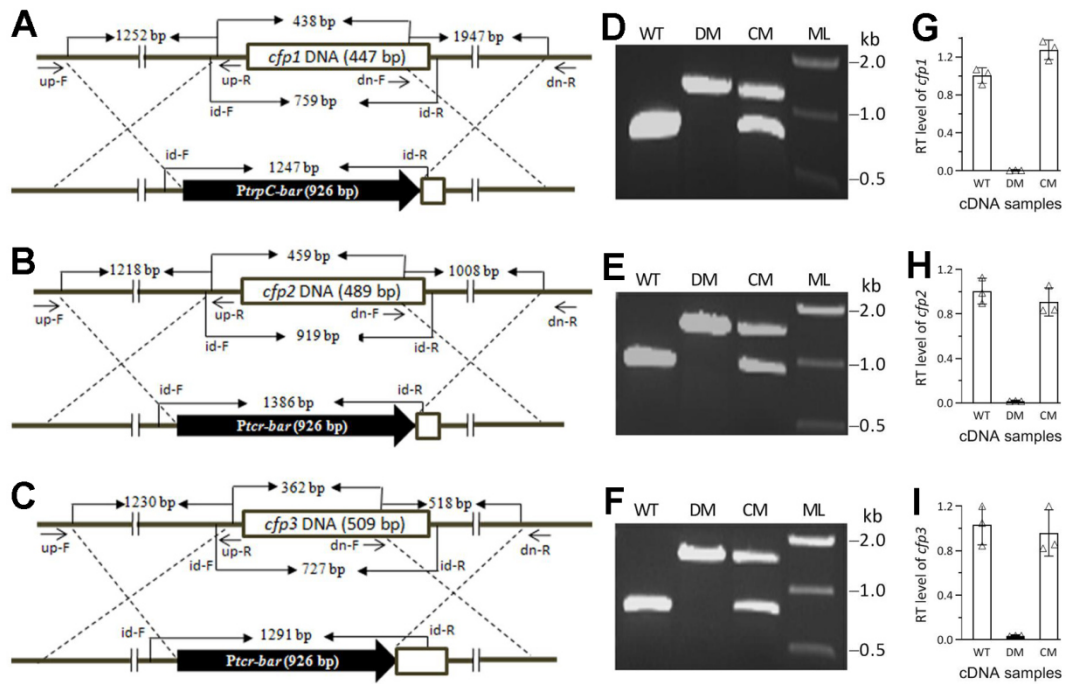 A
438 bp
1252 bp
1947 bp
cfp1 DNA (447 bp)
up-F
up-R
dn-F
dn-R
id-F
759 bp
id-R
id-F
1247 bp
id-R
PtrpC-bar (926 bp)
B
459 bp
1218 bp
1008 bp
cfp2 DNA (489 bp)
up-F
up-R
dn-F
dn-R
id-F
919 bp
id-R
id-F
1386 bp
Ptcr-bar (926 bp)
id-R
C
362 bp
1230 bp
518 bp
cfp3 DNA (509 bp)
up-F
up-R
dn-F
dn-R
id-F
727 bp
id-R
id-F
1291 bp
id-R
Ptcr-bar (926 bp)
D
WT DM CM ML
kb
–2.0
–1.0
–0.5
E
WT DM CM ML
kb
–2.0
–1.0
–0.5
F
WT DM CM ML
kb
–2.0
–1.0
–0.5
G
RT level of cfp1
1.2
0.8
0.4
0.0
WT DM CM
cDNA samples
H
RT level of cfp2
1.2
0.8
0.4
0.0
WT DM CM
cDNA samples
I
RT level of cfp3
1.2
0.8
0.4
0.0
WT DM CM
cDNA samples